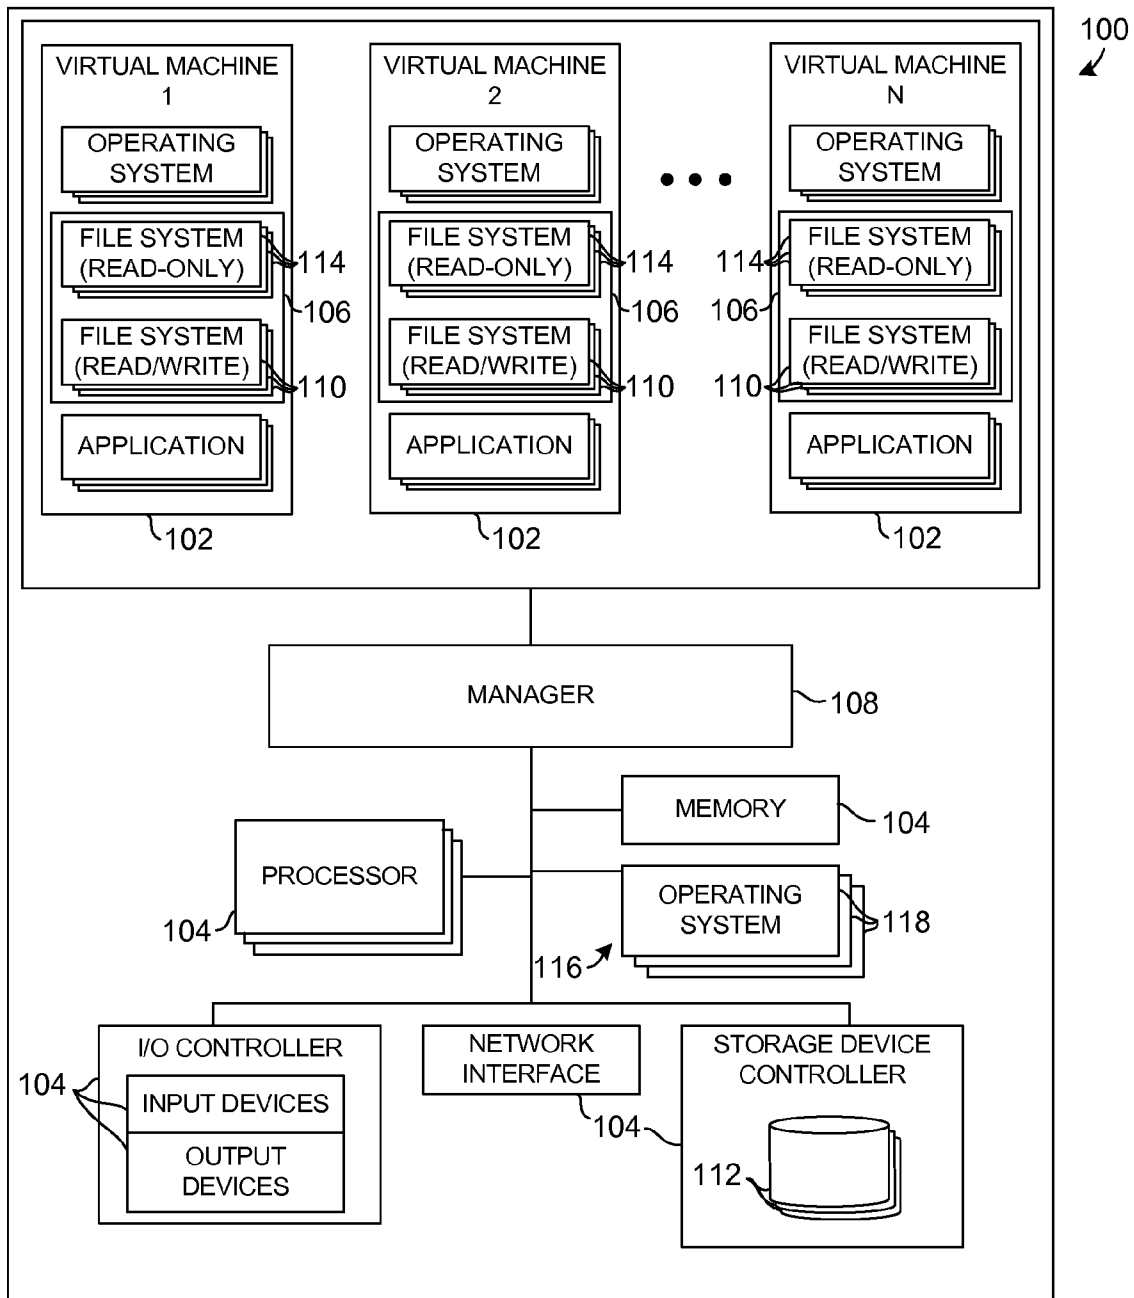 100
VIRTUAL MACHINE
1
OPERATING
SYSTEM
FILE SYSTEM
(READ-ONLY)
114
106
FILE SYSTEM
(READ/WRITE)
110
APPLICATION
102
VIRTUAL MACHINE
2
OPERATING
SYSTEM
FILE SYSTEM
(READ-ONLY)
114
106
FILE SYSTEM
(READ/WRITE)
110
APPLICATION
102
VIRTUAL MACHINE
N
OPERATING
SYSTEM
FILE SYSTEM
(READ-ONLY)
114
106
FILE SYSTEM
(READ/WRITE)
110
APPLICATION
102
MANAGER
108
MEMORY
104
PROCESSOR
104
OPERATING
SYSTEM
118
116
I/O CONTROLLER
104
INPUT DEVICES
OUTPUT
DEVICES
NETWORK
INTERFACE
104
STORAGE DEVICE
CONTROLLER
112